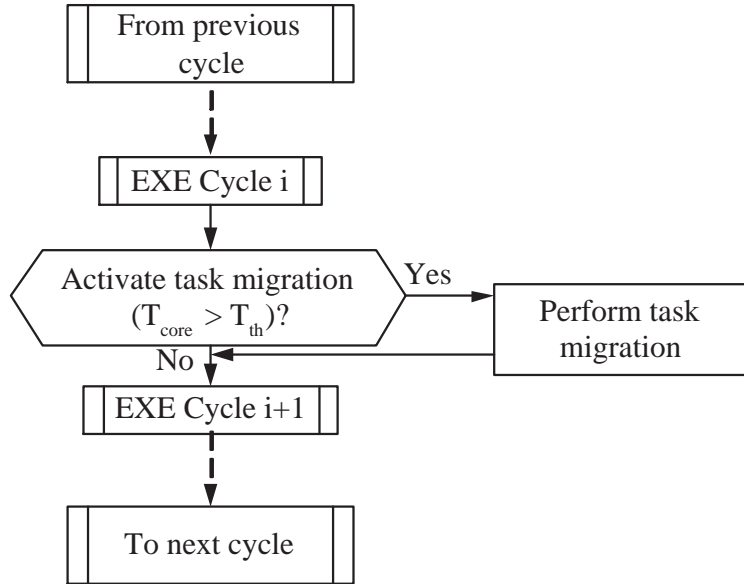 From previous
cycle
EXE Cycle i
Activate task migration
(T_core > T_th)?
Yes
Perform task
migration
No
EXE Cycle i+1
To next cycle